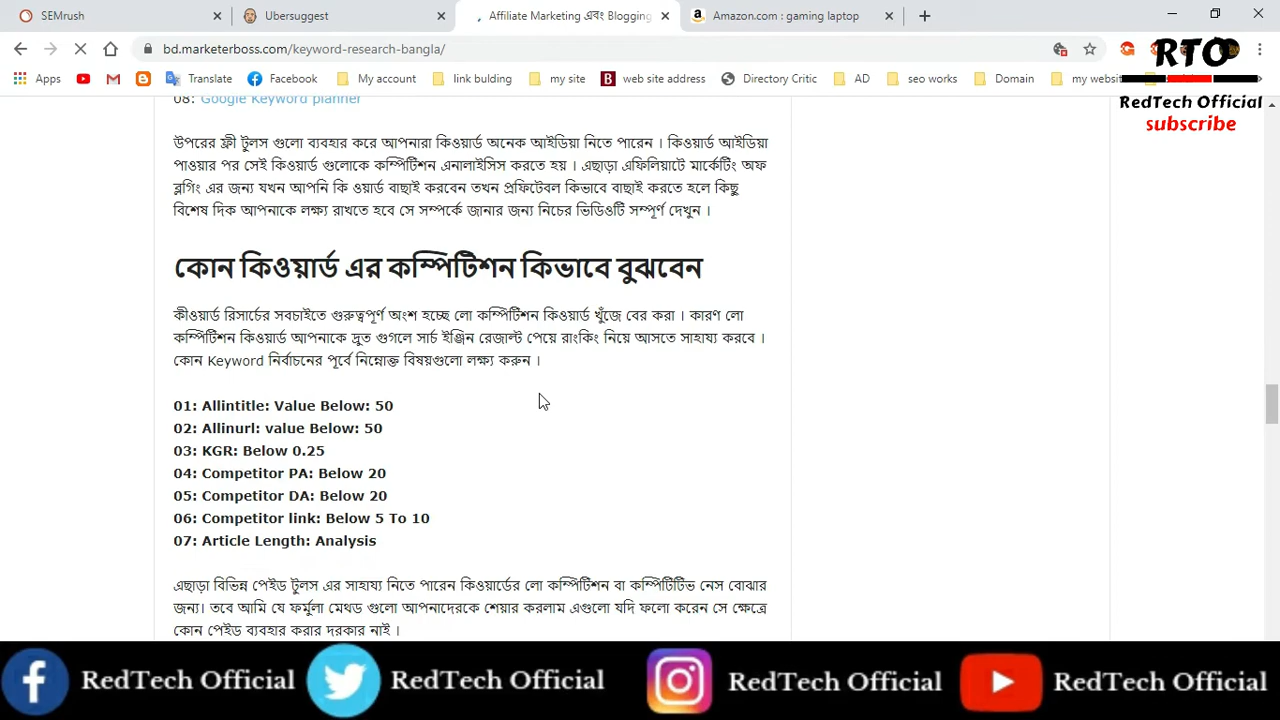 SEMrush
Ubersuggest
Affiliate Marketing এবং Blogging
Amazon.com : gaming laptop
bd.marketerboss.com/keyword-research-bangla/
RTO
Apps
Translate
Facebook
My account
link bulding
my site
B web site address
Directory Critic
AD
seo works
Domain
my websit
RedTech Official
subscribe
08: Google Keyword planner
উপরের ফ্রী টুলস গুলো ব্যবহার করে আপনারা কিওয়ার্ড অনেক আইডিয়া নিতে পারেন । কিওয়ার্ড আইডিয়া
পাওয়ার পর সেই কিওয়ার্ড গুলোকে কম্পিটিশন এনালাইসিস করতে হয় । এছাড়া এফিলিয়াটে মার্কেটিং অফ
ব্লগিং এর জন্য যখন আপনি কি ওয়ার্ড বাছাই করবেন তখন প্রফিটেবল কিভাবে বাছাই করতে হলে কিছু
বিশেষ দিক আপনাকে লক্ষ্য রাখতে হবে সে সম্পর্কে জানার জন্য নিচের ভিডিওটি সম্পূর্ণ দেখুন ।
কোন কিওয়ার্ড এর কম্পিটিশন কিভাবে বুঝবেন
কীওয়ার্ড রিসার্চের সবচাইতে গুরুত্বপূর্ণ অংশ হচ্ছে লো কম্পিটিশন কিওয়ার্ড খুঁজে বের করা । কারণ লো
কম্পিটিশন কিওয়ার্ড আপনাকে দ্রুত গুগলে সার্চ ইঞ্জিন রেজাল্ট পেয়ে রাংকিং নিয়ে আসতে সাহায্য করবে ।
কোন Keyword নির্বাচনের পূর্বে নিম্নোক্ত বিষয়গুলো লক্ষ্য করুন ।
01: Allintitle: Value Below: 50
02: Allinurl: value Below: 50
03: KGR: Below 0.25
04: Competitor PA: Below 20
05: Competitor DA: Below 20
06: Competitor link: Below 5 To 10
07: Article Length: Analysis
এছাড়া বিভিন্ন পেইড টুলস এর সাহায্য নিতে পারেন কিওয়ার্ডের লো কম্পিটিশন বা কম্পিটিটিভ নেস বোঝার
জন্য। তবে আমি যে ফর্মুলা মেথড গুলো আপনাদেরকে শেয়ার করলাম এগুলো যদি ফলো করেন সে ক্ষেত্রে
কোন পেইড ব্যবহার করার দরকার নাই ।
RedTech Official
RedTech Official
RedTech Official
RedTech Official